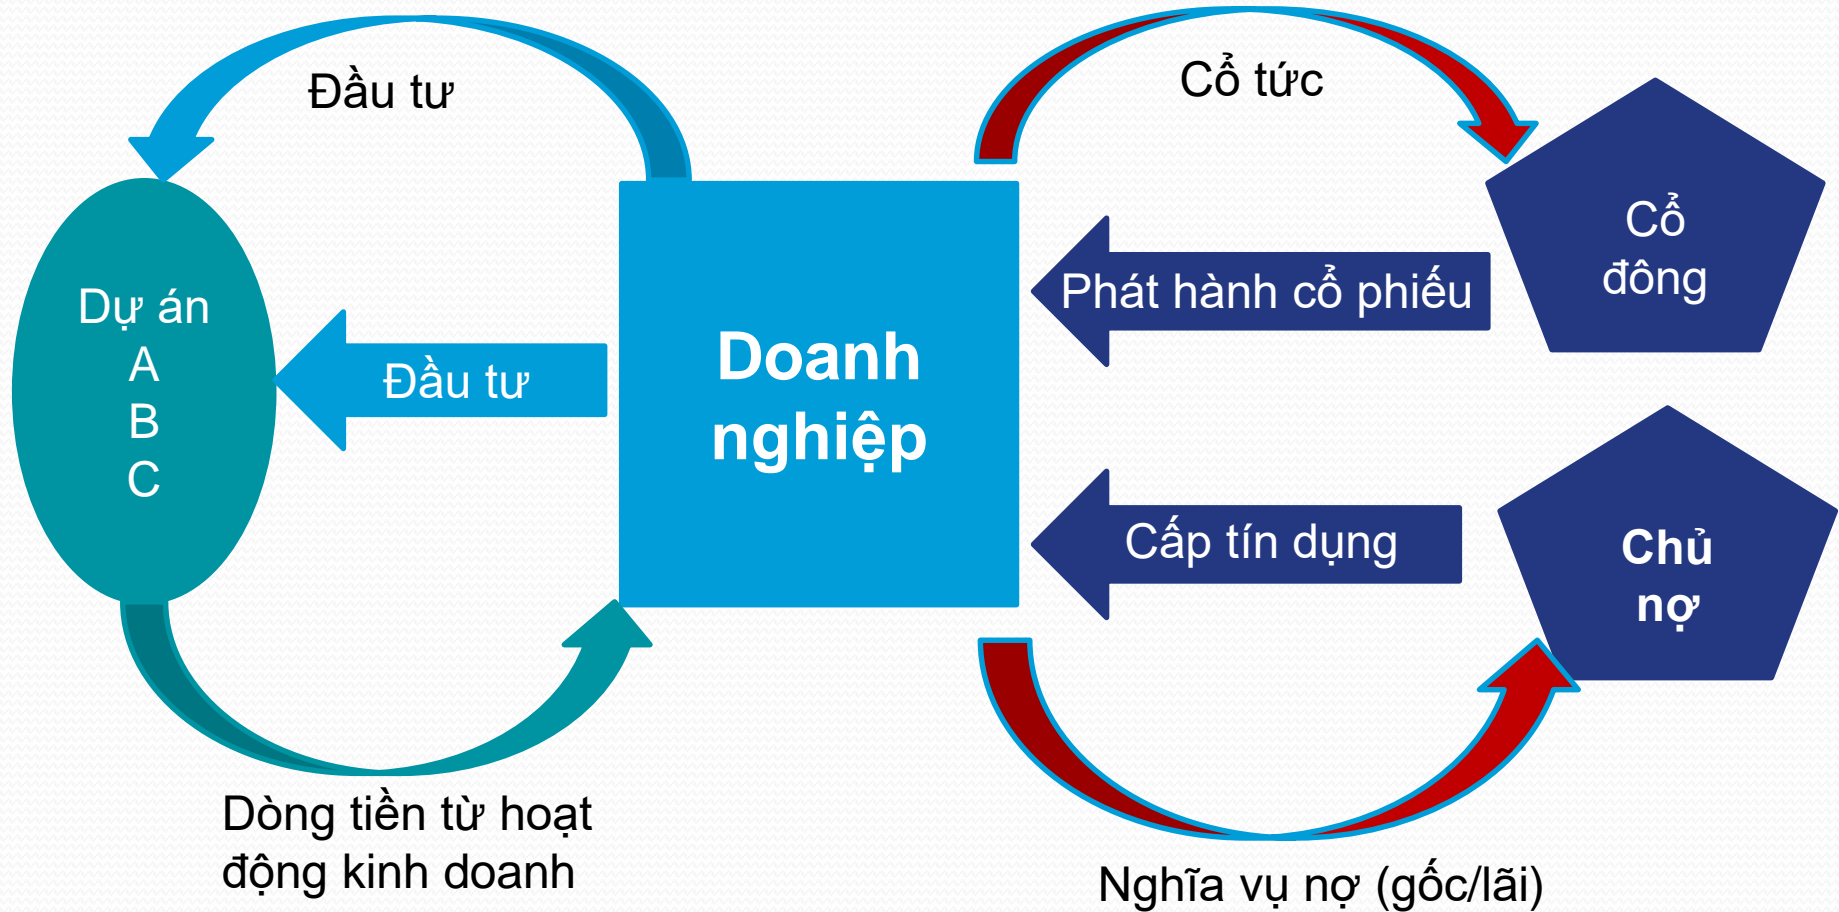 Đầu tư
Cổ tức
Dự án
A
B
C
Đầu tư
Doanh
nghiệp
Phát hành cổ phiếu
Cổ
đông
Cấp tín dụng
Chủ
nợ
Dòng tiền từ hoạt
động kinh doanh
Nghĩa vụ nợ (gốc/lãi)